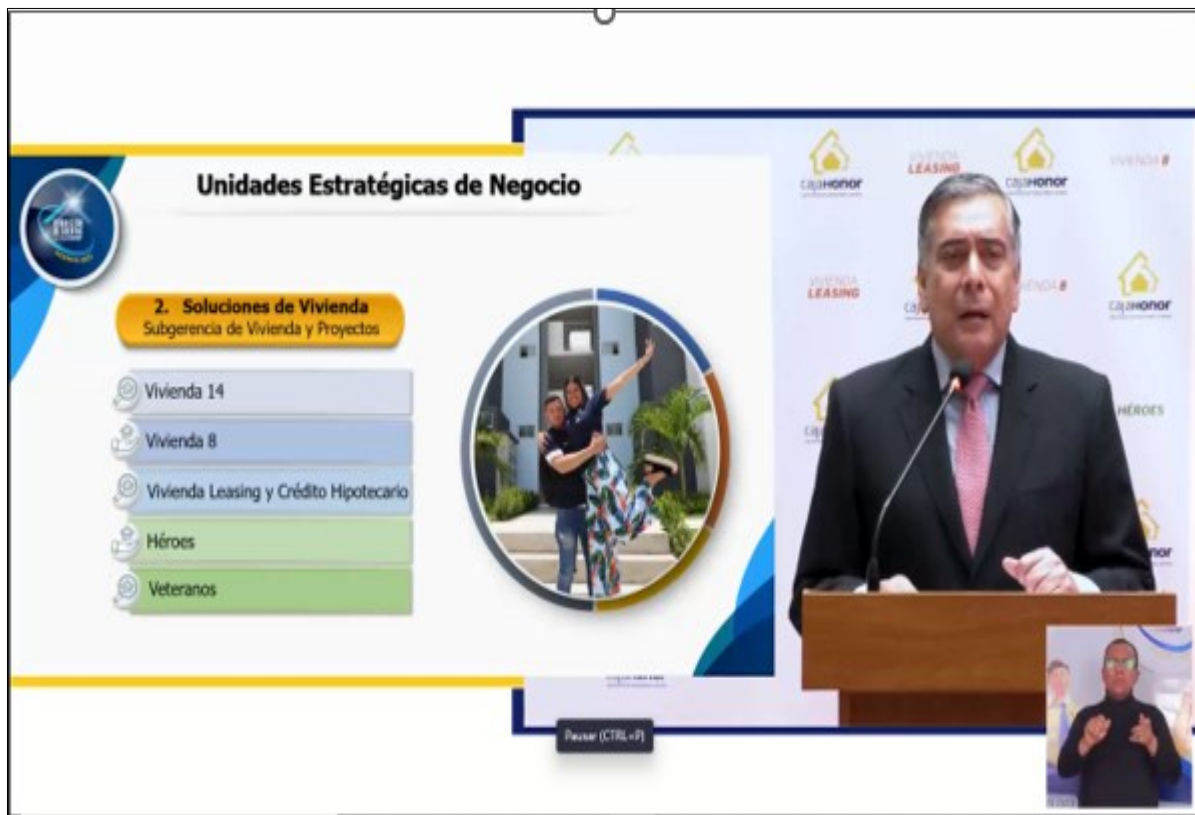 Unidades Estratégicas de Negocio
2. Soluciones de Vivienda
Subgerencia de Vivienda y Proyectos
Vivienda 14
Vivienda 8
Vivienda Leasing y Crédito Hipotecario
Héroes
Veteranos
CajaHonor
VIVIENDA
LEASING
CajaHonor
VIVIENDA 8
VIVIENDA
LEASING
CajaHonor
HÉROES
Pausar (CTRL+P)